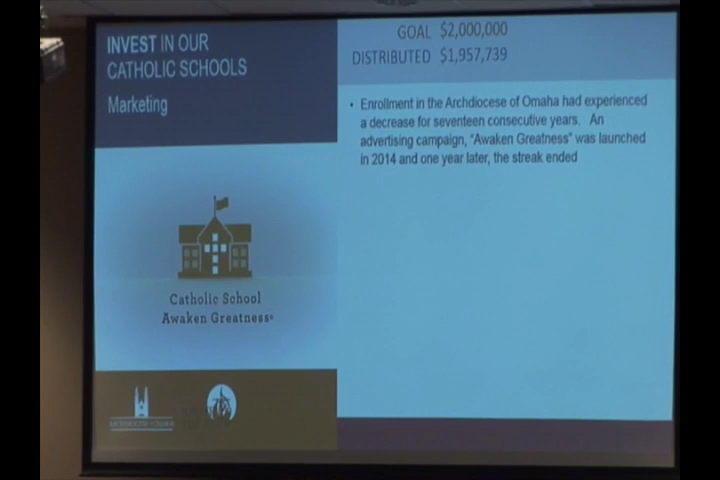 INVEST IN OUR
CATHOLIC SCHOOLS
Marketing
GOAL $2,000,000
DISTRIBUTED $1,957,739
• Enrollment in the Archdiocese of Omaha had experienced
a decrease for seventeen consecutive years. An
advertising campaign, "Awaken Greatness" was launched
in 2014 and one year later, the streak ended
Catholic School
Awaken Greatness®